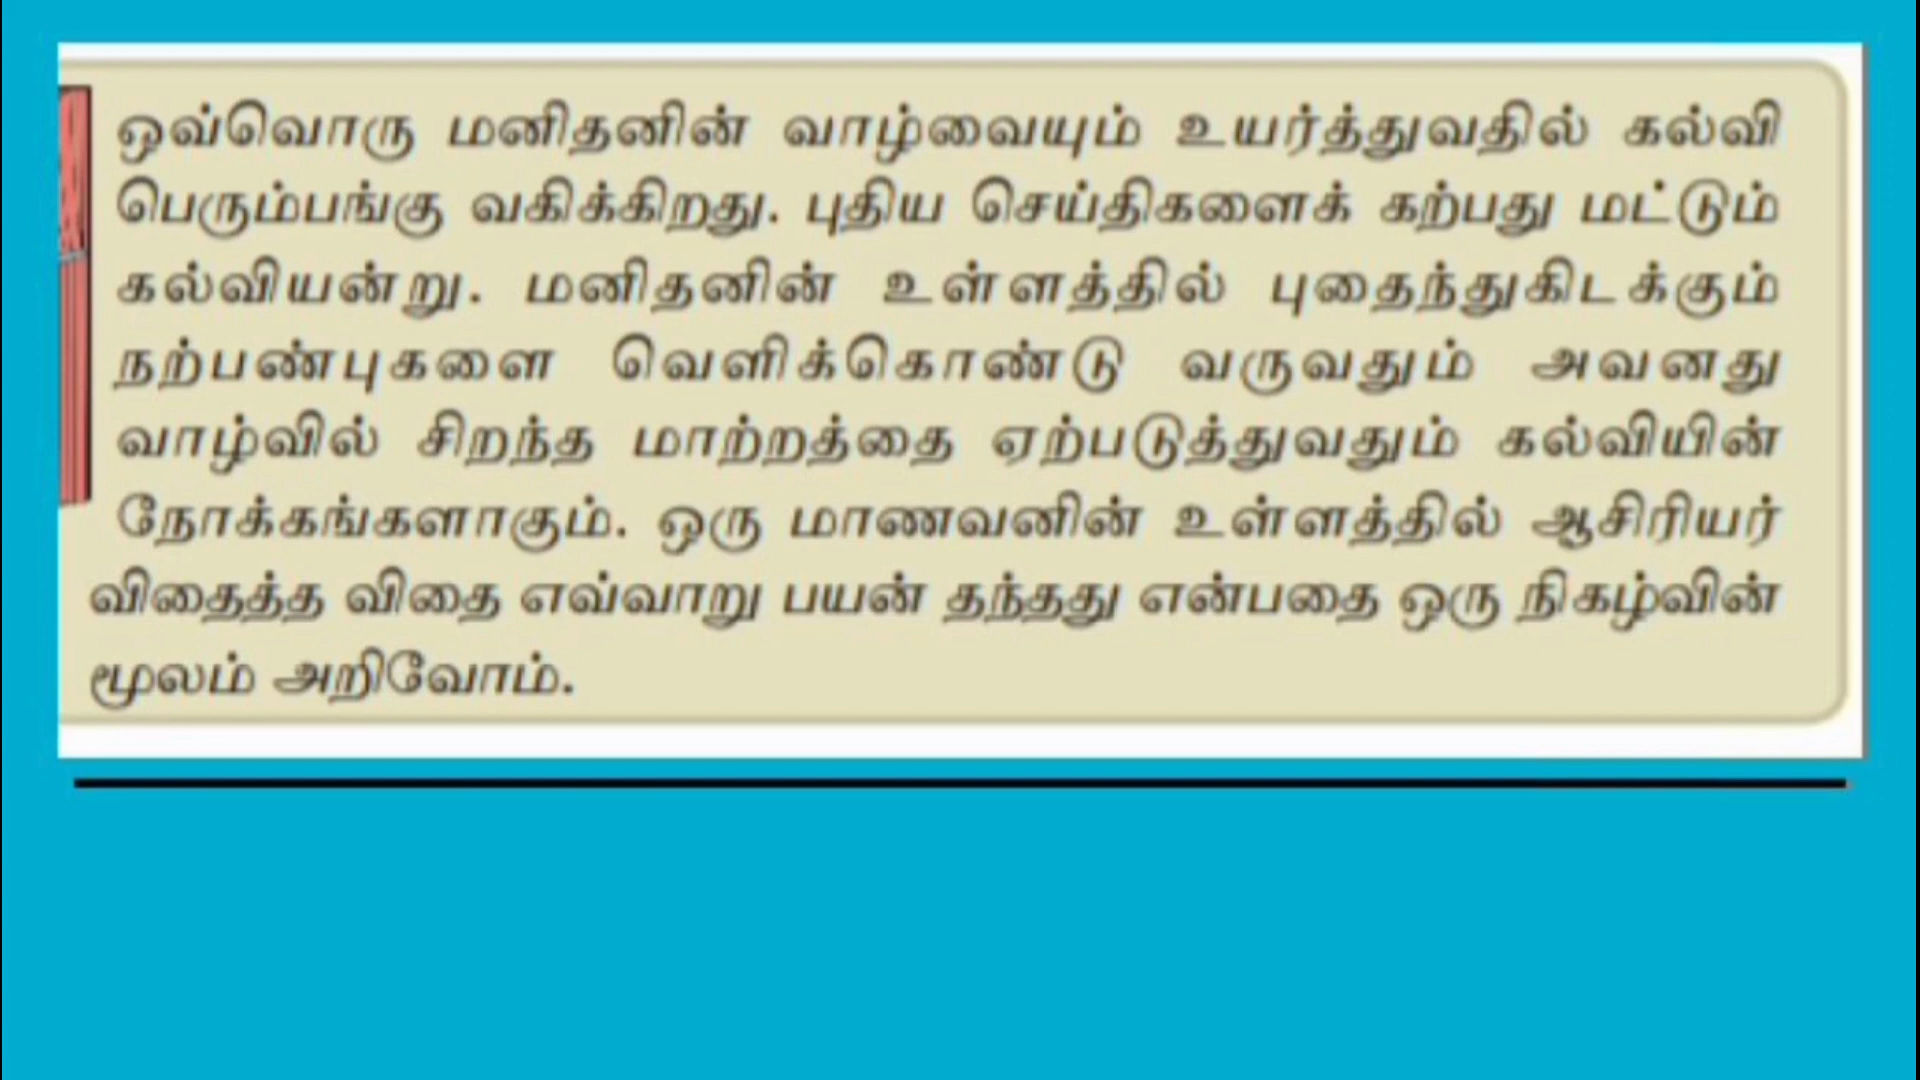 ஒவ்வொரு மனிதனின் வாழ்வையும் உயர்த்துவதில் கல்வி
பெரும்பங்கு வகிக்கிறது. புதிய செய்திகளைக் கற்பது மட்டும்
கல்வியன்று. மனிதனின் உள்ளத்தில் புதைந்துகிடக்கும்
நற்பண்புகளை வெளிக்கொண்டு வருவதும் அவனது
வாழ்வில் சிறந்த மாற்றத்தை ஏற்படுத்துவதும் கல்வியின்
நோக்கங்களாகும். ஒரு மாணவனின் உள்ளத்தில் ஆசிரியர்
விதைத்த விதை எவ்வாறு பயன் தந்தது என்பதை ஒரு நிகழ்வின்
மூலம் அறிவோம்.